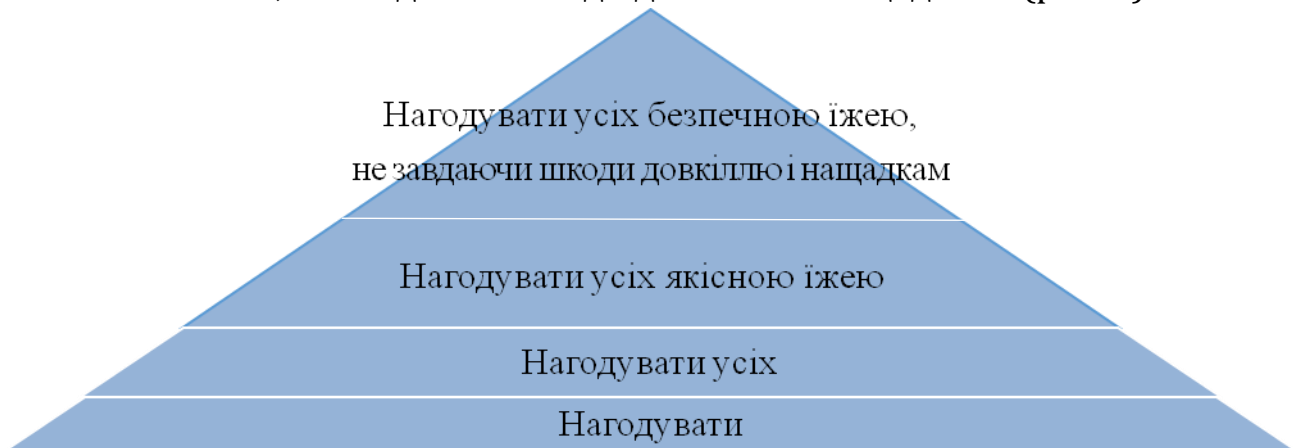 Нагодувати усіх безпечною їжею,
не завдаючи шкоди довкіллю і нащадкам
Нагодувати усіх якісною їжею
Нагодувати усіх
Нагодувати